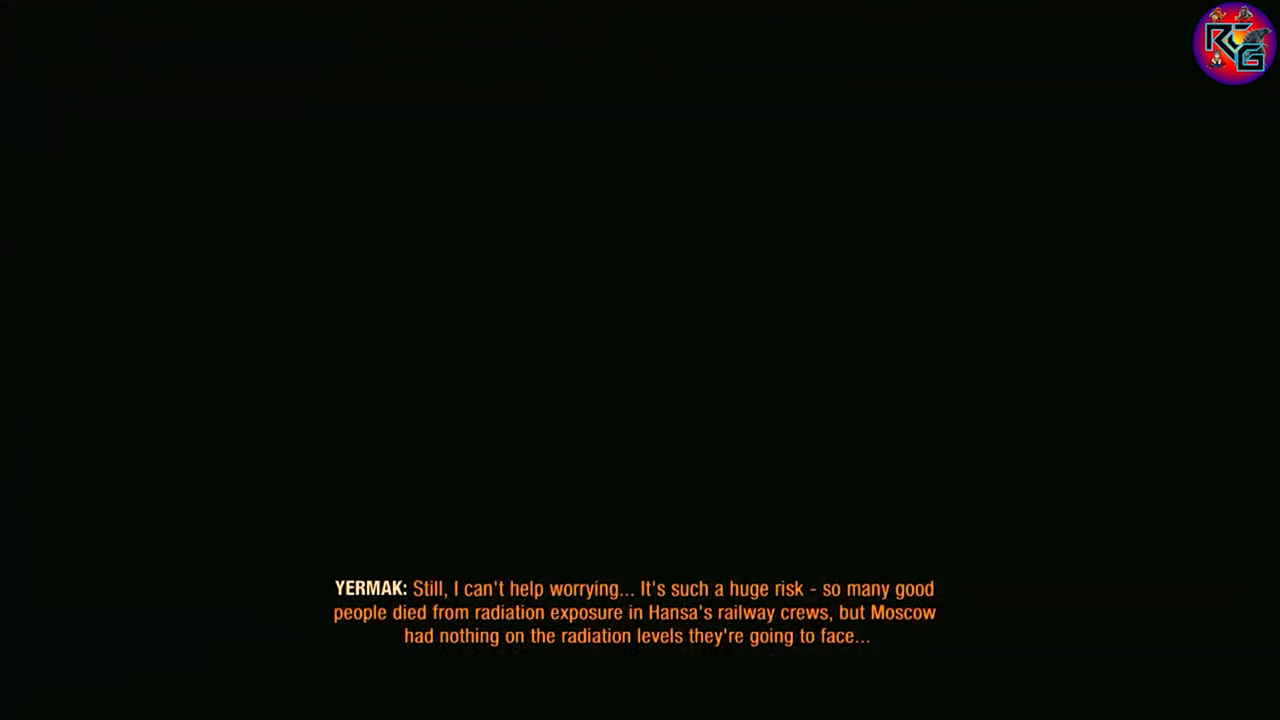 RG
YERMAK: Still, I can't help worrying... It's such a huge risk - so many good
people died from radiation exposure in Hansa's railway crews, but Moscow
had nothing on the radiation levels they're going to face...